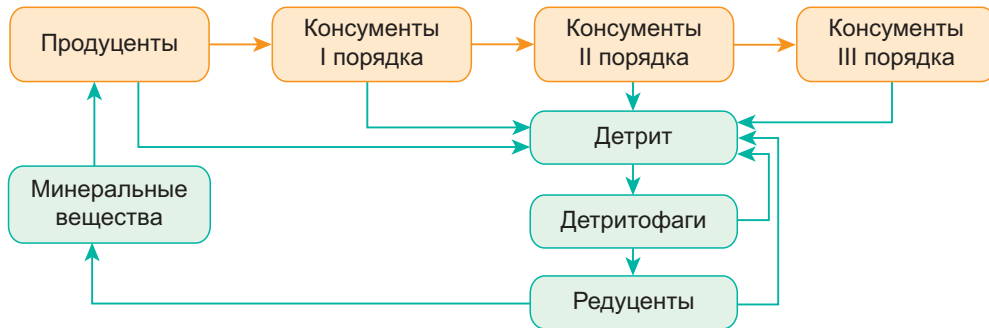 Продуценты
Консументы
I порядка
Консументы
II порядка
Консументы
III порядка
Детрит
Минеральные
вещества
Детритофаги
Редуценты